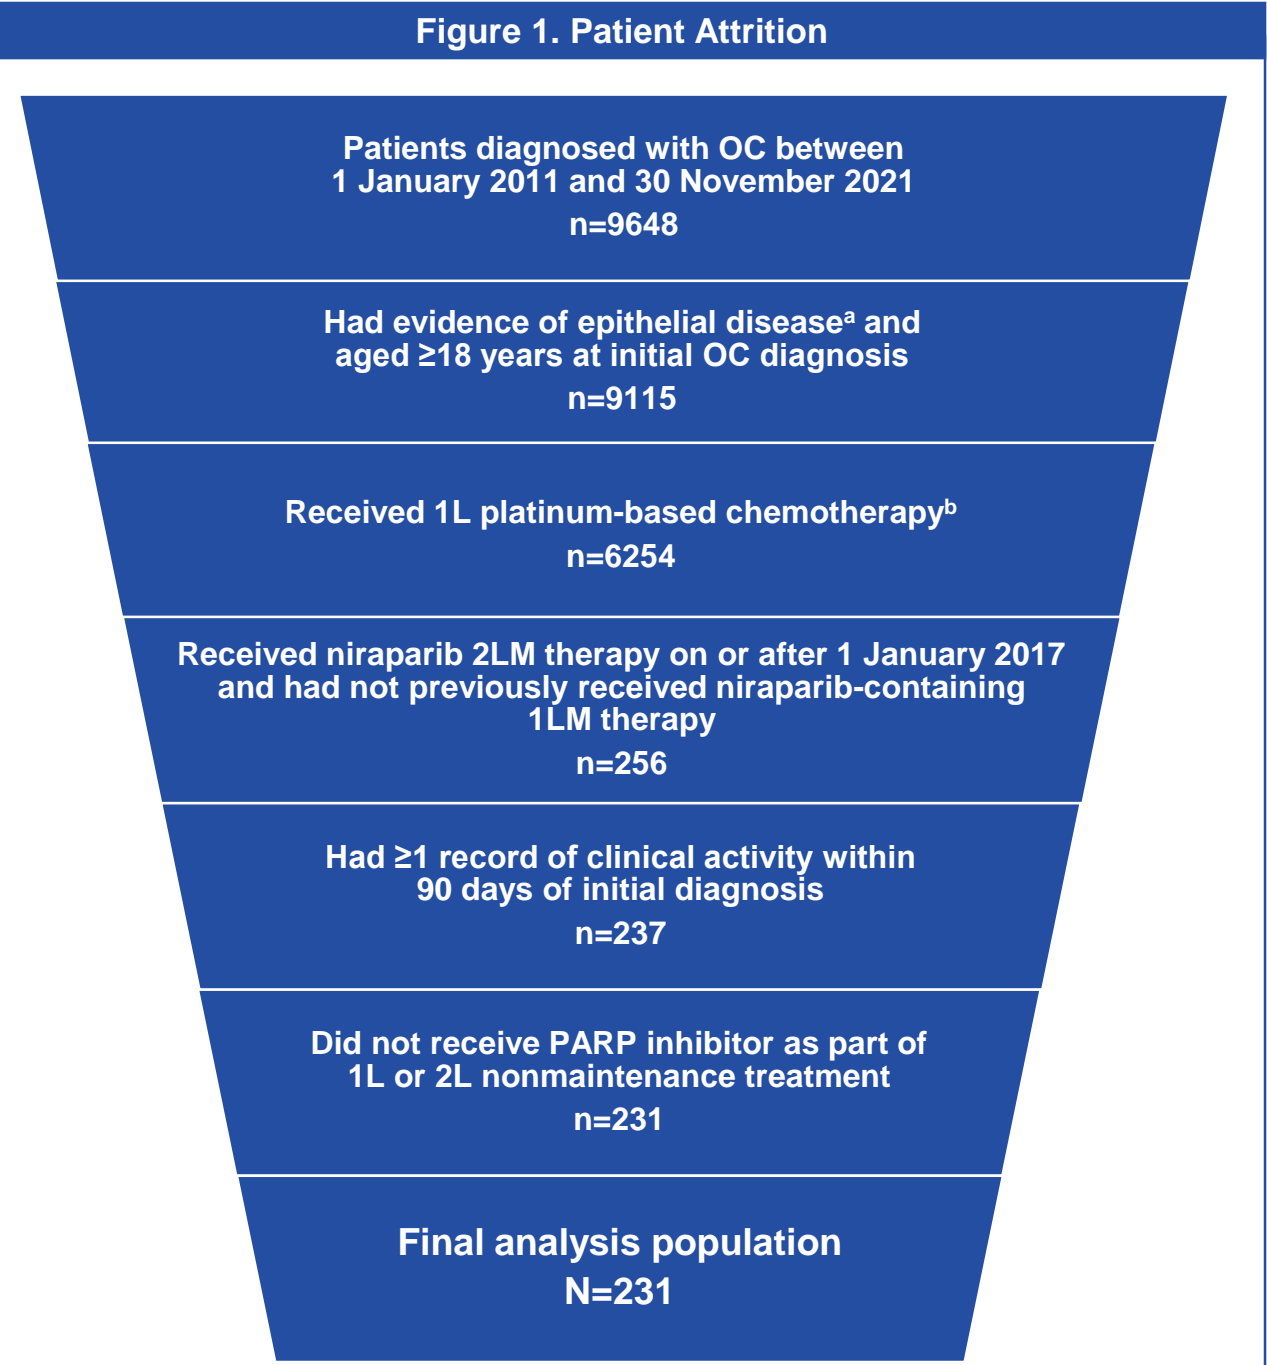 Figure 1. Patient Attrition
Patients diagnosed with OC between
1 January 2011 and 30 November 2021
n=9648
Had evidence of epithelial diseaseᵃ and
aged ≥18 years at initial OC diagnosis
n=9115
Received 1L platinum-based chemotherapyᵇ
n=6254
Received niraparib 2LM therapy on or after 1 January 2017
and had not previously received niraparib-containing
1LM therapy
n=256
Had ≥1 record of clinical activity within
90 days of initial diagnosis
n=237
Did not receive PARP inhibitor as part of
1L or 2L nonmaintenance treatment
n=231
Final analysis population
N=231